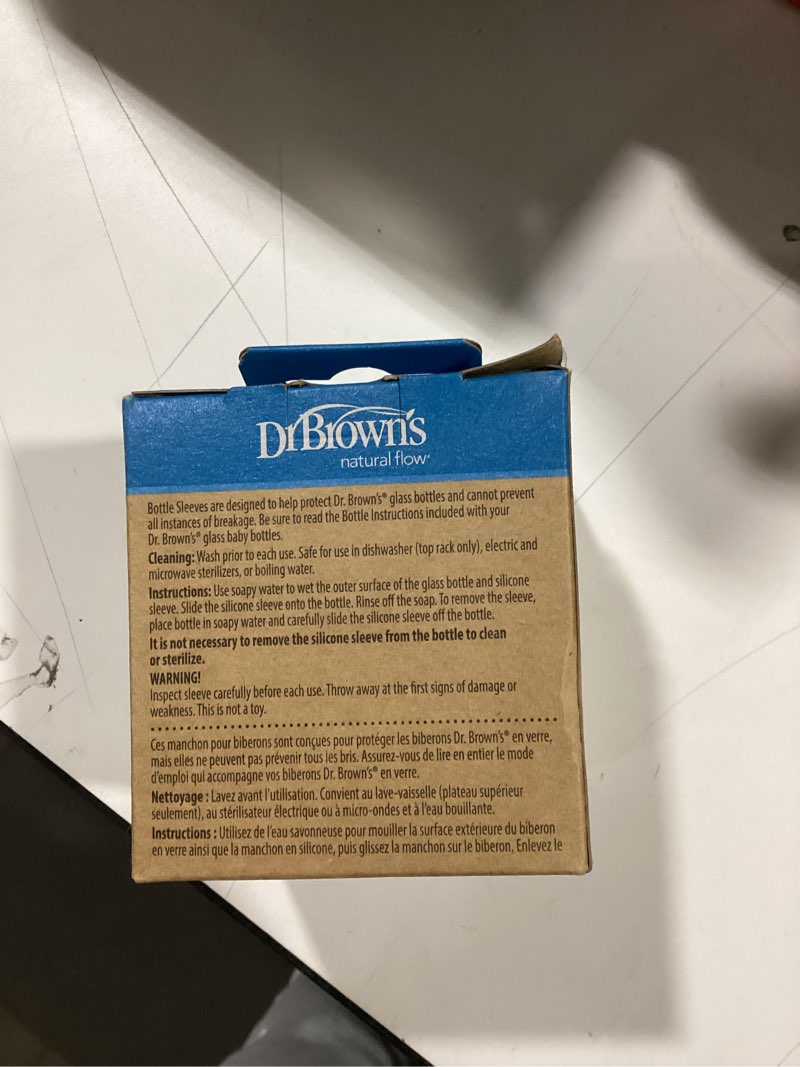 Dr Brown's
natural flow®
Bottle Sleeves are designed to help protect Dr. Brown's® glass bottles and cannot prevent
all instances of breakage. Be sure to read the Bottle Instructions included with your
Dr. Brown's® glass baby bottles.
Cleaning: Wash prior to each use. Safe for use in dishwasher (top rack only), electric and
microwave sterilizers, or boiling water.
Instructions: Use soapy water to wet the outer surface of the glass bottle and silicone
sleeve. Slide the silicone sleeve onto the bottle. Rinse off the soap. To remove the sleeve,
place bottle in soapy water and carefully slide the silicone sleeve off the bottle.
It is not necessary to remove the silicone sleeve from the bottle to clean
or sterilize.
WARNING!
Inspect sleeve carefully before each use. Throw away at the first signs of damage or
weakness. This is not a toy.
Ces manchon pour biberons sont conçues pour protéger les biberons Dr. Brown's® en verre,
mais elles ne peuvent pas prévenir tous les bris. Assurez-vous de lire en entier le mode
d'emploi qui accompagne vos biberons Dr. Brown's® en verre.
Nettoyage : Lavez avant l'utilisation. Convient au lave-vaisselle (plateau supérieur
seulement), au stérilisateur électrique ou à micro-ondes et à l'eau bouillante.
Instructions : Utilisez de l'eau savonneuse pour mouiller la surface extérieure du biberon
en verre ainsi que la manchon en silicone, puis glissez la manchon sur le biberon. Enlevez le